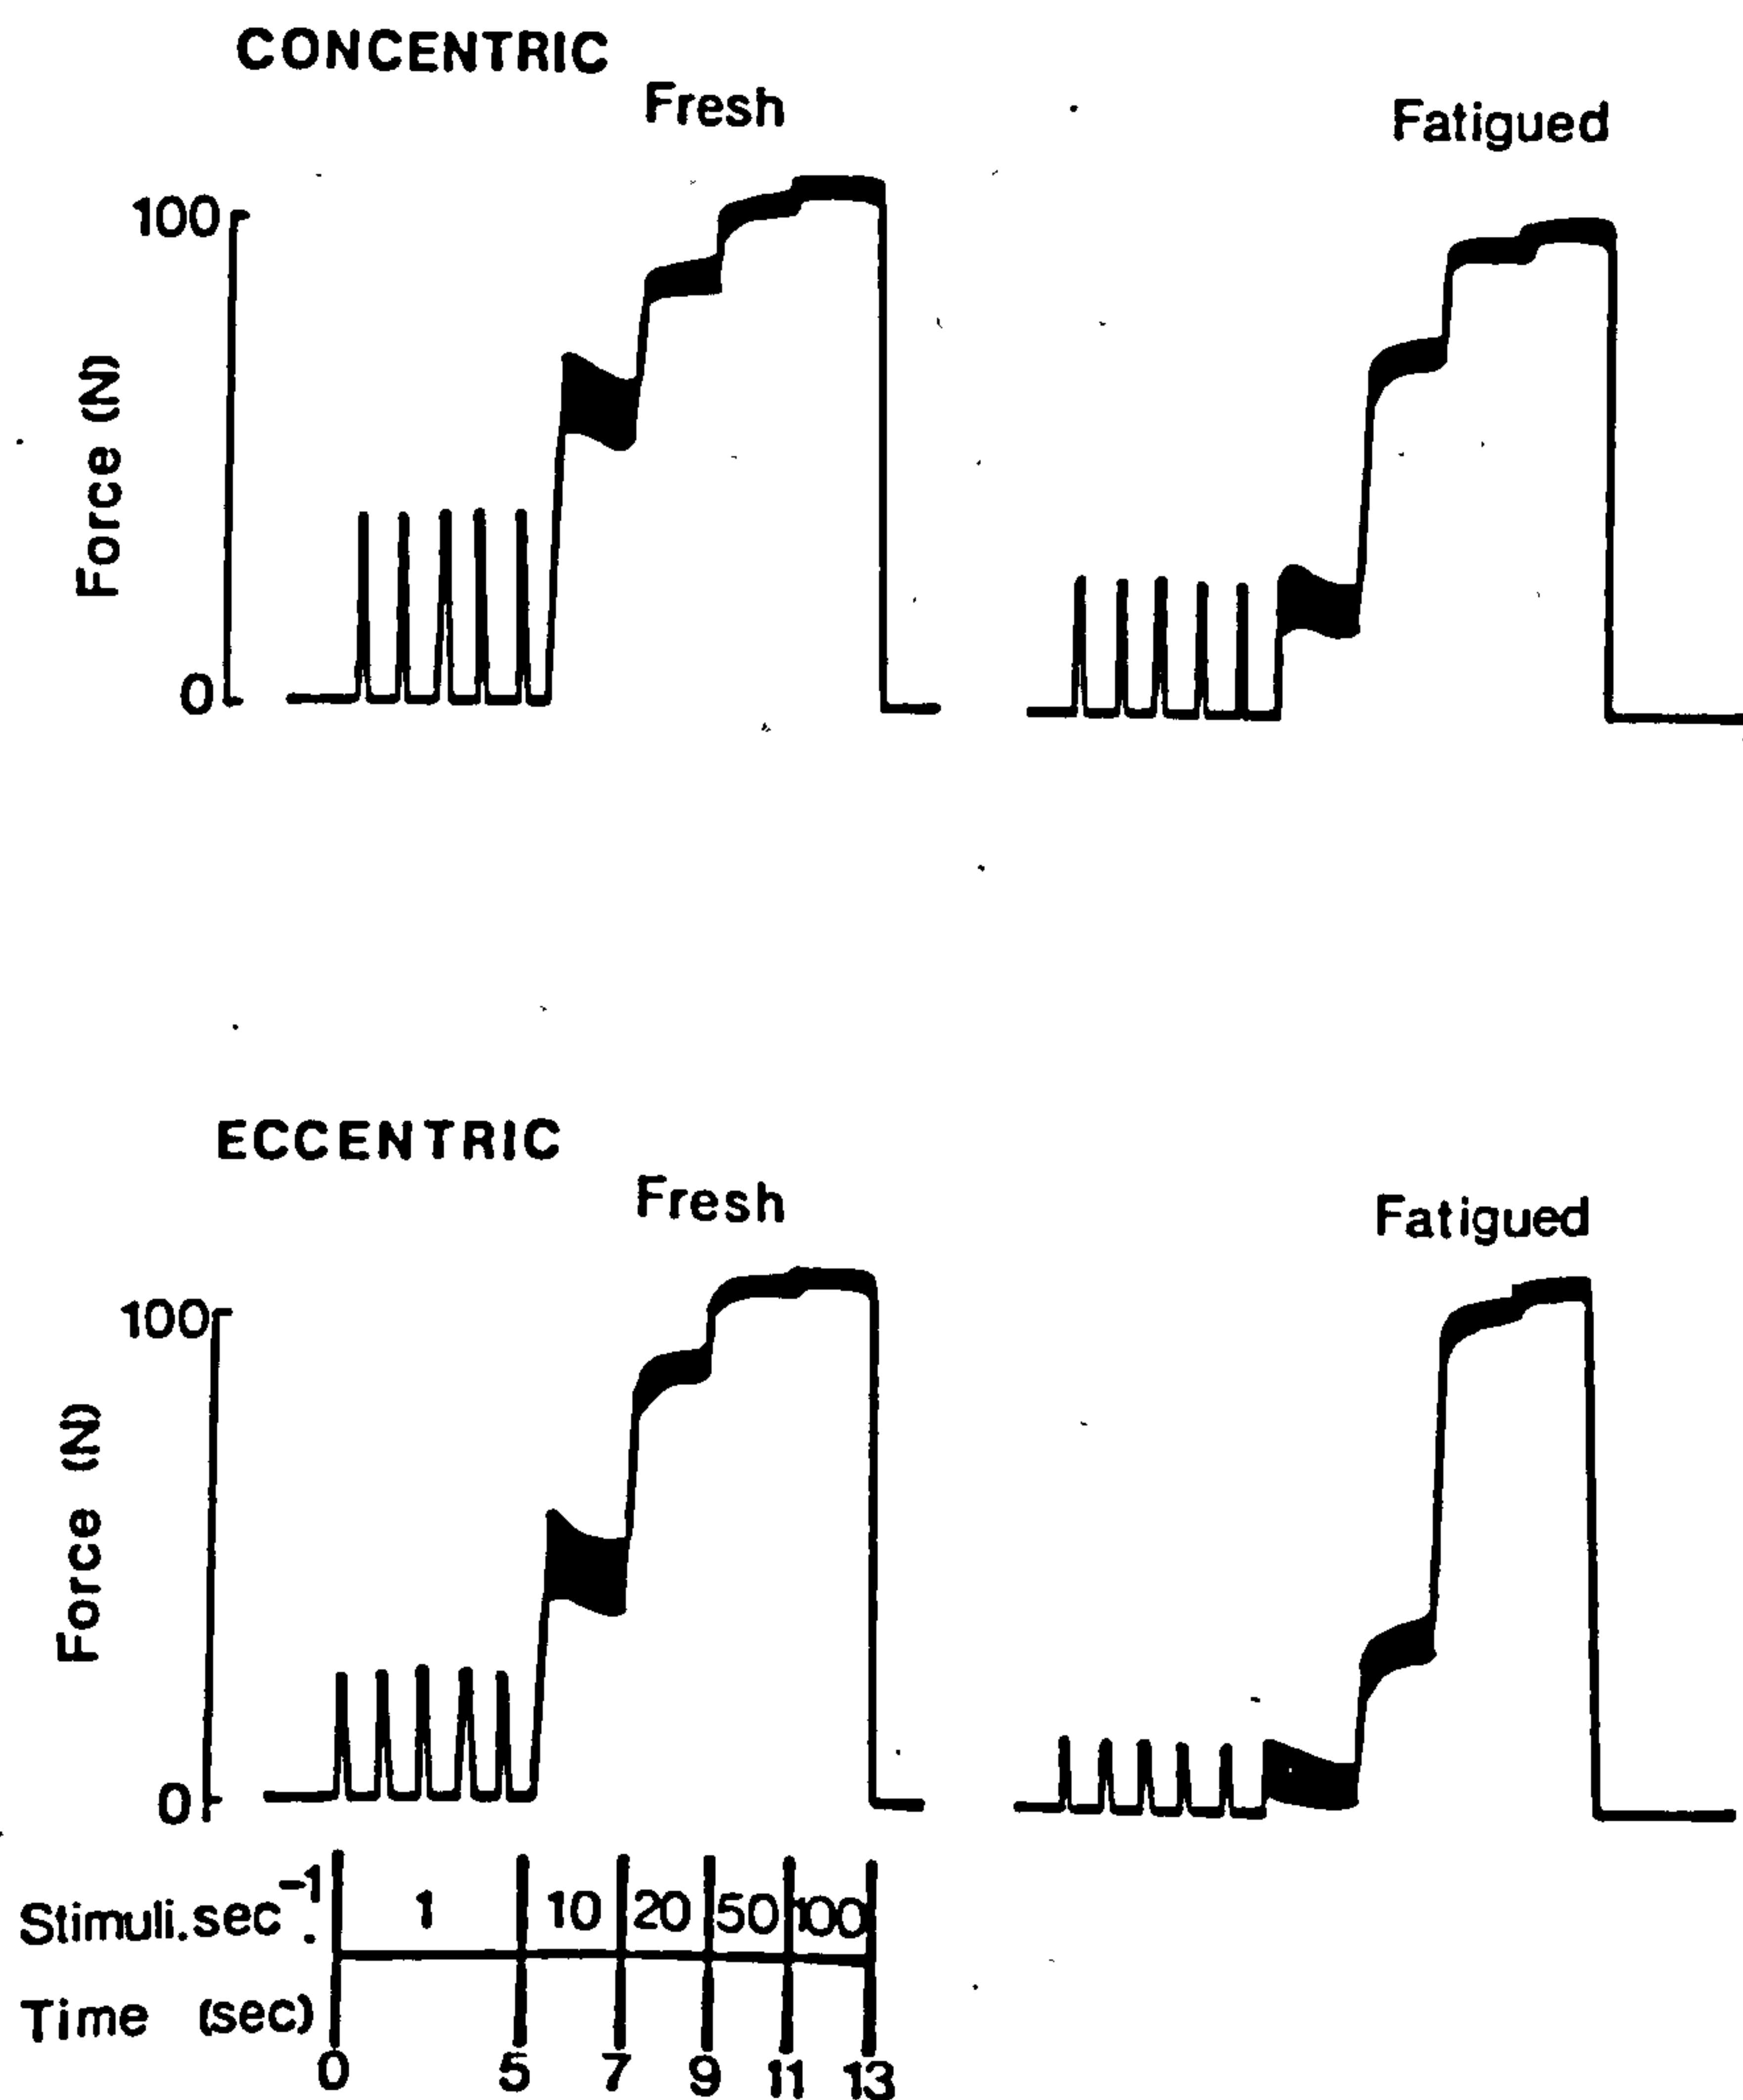 CONCENTRIC
Fresh
Fatigued
100
0
Force (N)
ECCENTRIC
Fresh
Fatigued
100
0
Force (N)
Stimuli.sec⁻¹: 1 10 20 50 100
Time (sec)
0 5 7 9 11 13